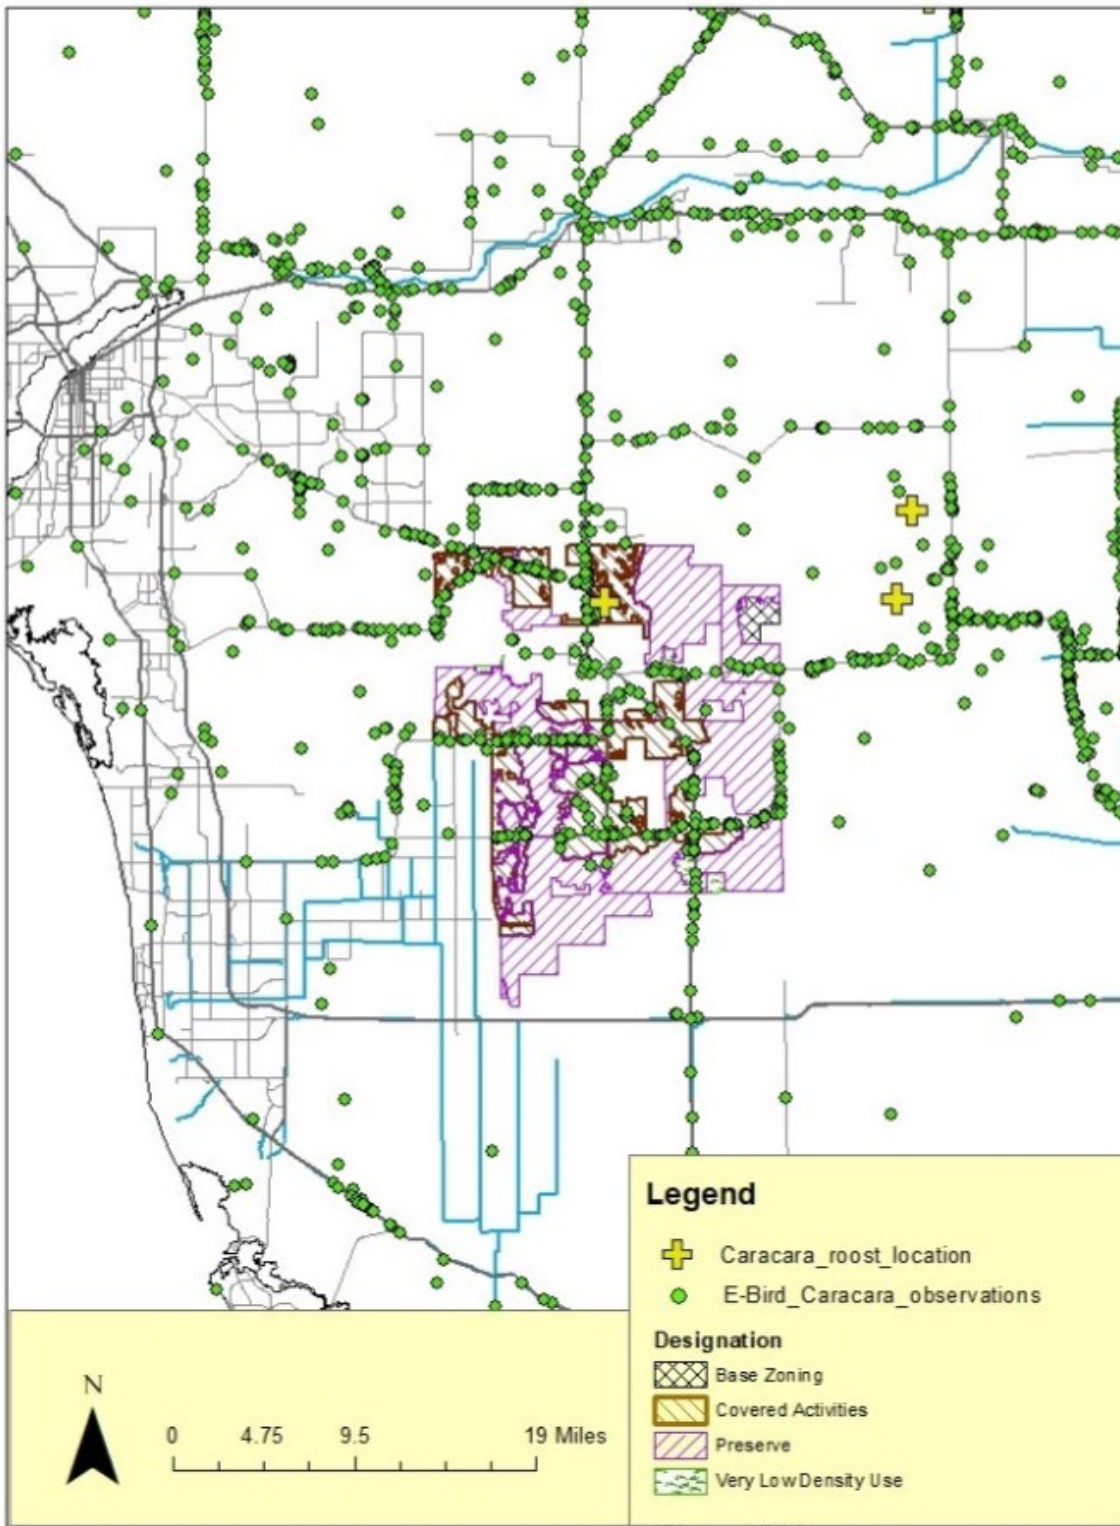 Legend
Caracara_roost_location
E-Bird_Caracara_observations
Designation
Base Zoning
Covered Activities
Preserve
Very Low Density Use
N
0 4.75 9.5 19 Miles